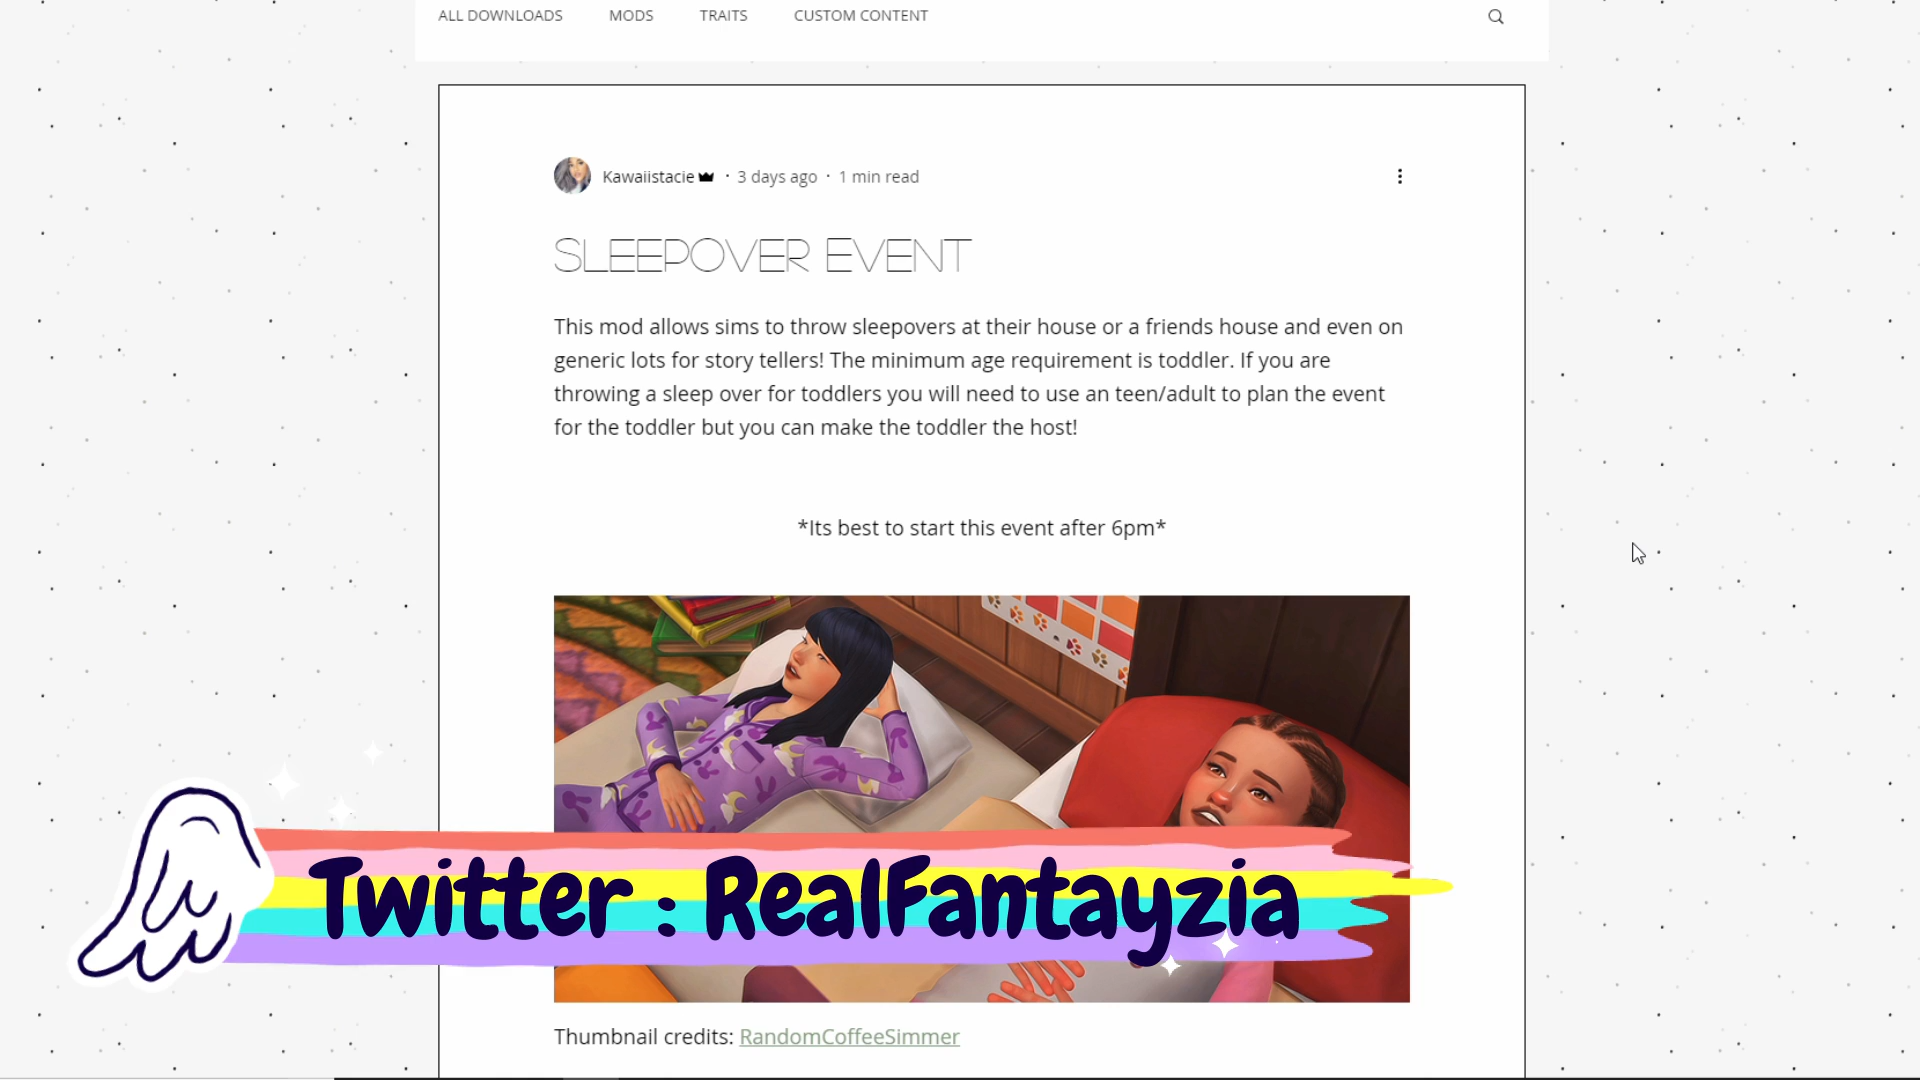 ALL DOWNLOADS MODS TRAITS CUSTOM CONTENT
Kawaiistacie · 3 days ago · 1 min read
SLEEPOVER EVENT
This mod allows sims to throw sleepovers at their house or a friends house and even on
generic lots for story tellers! The minimum age requirement is toddler. If you are
throwing a sleep over for toddlers you will need to use an teen/adult to plan the event
for the toddler but you can make the toddler the host!
*Its best to start this event after 6pm*
Twitter : RealFantayzia
Thumbnail credits: RandomCoffeeSimmer